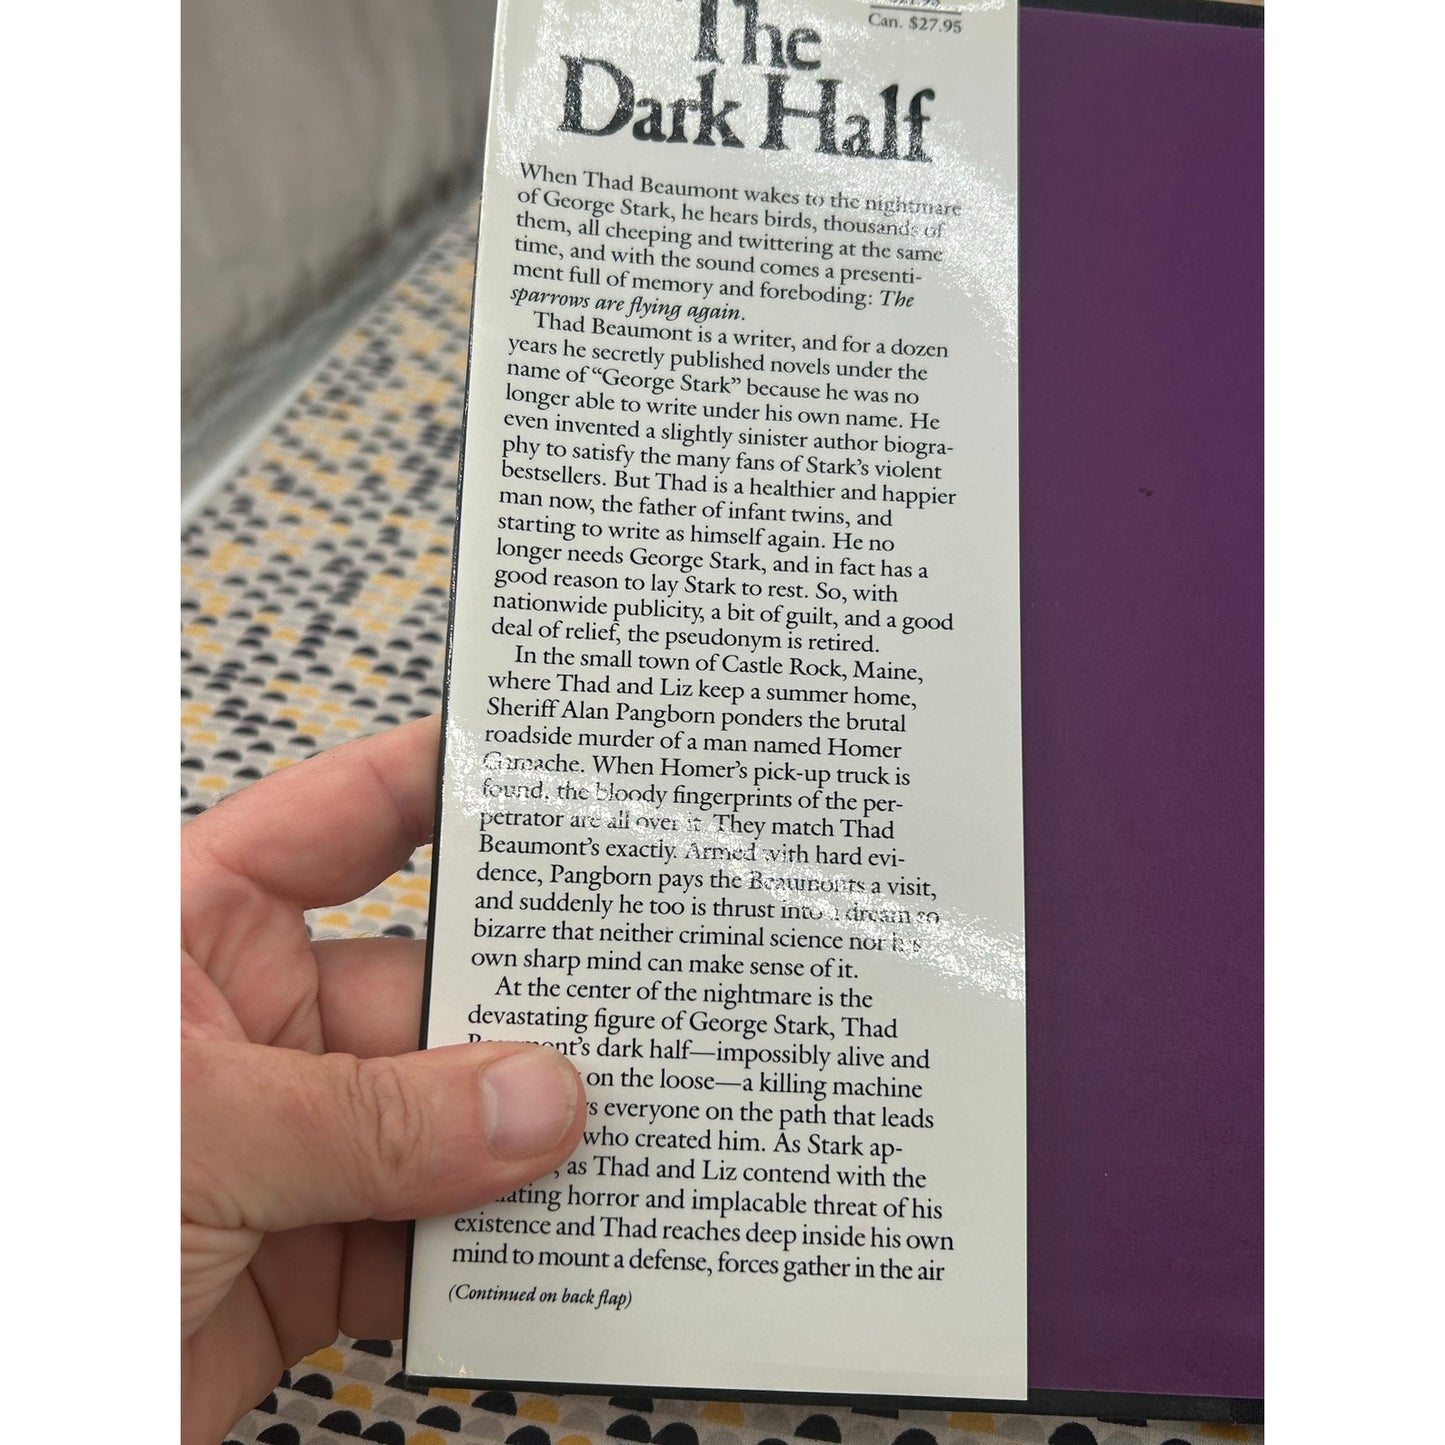 The
Can. $27.95
Dark Half
When Thad Beaumont wakes to the nightmare
of George Stark, he hears birds, thousands of
them, all cheeping and twittering at the same
time, and with the sound comes a presenti-
ment full of memory and foreboding: The
sparrows are flying again.
Thad Beaumont is a writer, and for a dozen
years he secretly published novels under the
name of “George Stark” because he was no
longer able to write under his own name. He
even invented a slightly sinister author biogra-
phy to satisfy the many fans of Stark’s violent
bestsellers. But Thad is a healthier and happier
man now, the father of infant twins, and
starting to write as himself again. He no
longer needs George Stark, and in fact has a
good reason to lay Stark to rest. So, with
nationwide publicity, a bit of guilt, and a good
deal of relief, the pseudonym is retired.
In the small town of Castle Rock, Maine,
where Thad and Liz keep a summer home,
Sheriff Alan Pangborn ponders the brutal
roadside murder of a man named Homer
Gamache. When Homer’s pick-up truck is
found, the bloody fingerprints of the per-
petrator are all over it. They match Thad
Beaumont’s exactly. Armed with hard evi-
dence, Pangborn pays the Beaumonts a visit,
and suddenly he too is thrust into a dream so
bizarre that neither criminal science nor his
own sharp mind can make sense of it.
At the center of the nightmare is the
devastating figure of George Stark, Thad
dark half—impossibly alive and
on the loose—a killing machine
everyone on the path that leads
who created him. As Stark ap-
as Thad and Liz contend with the
horror and implacable threat of his
existence and Thad reaches deep inside his own
mind to mount a defense, forces gather in the air
(Continued on back flap)